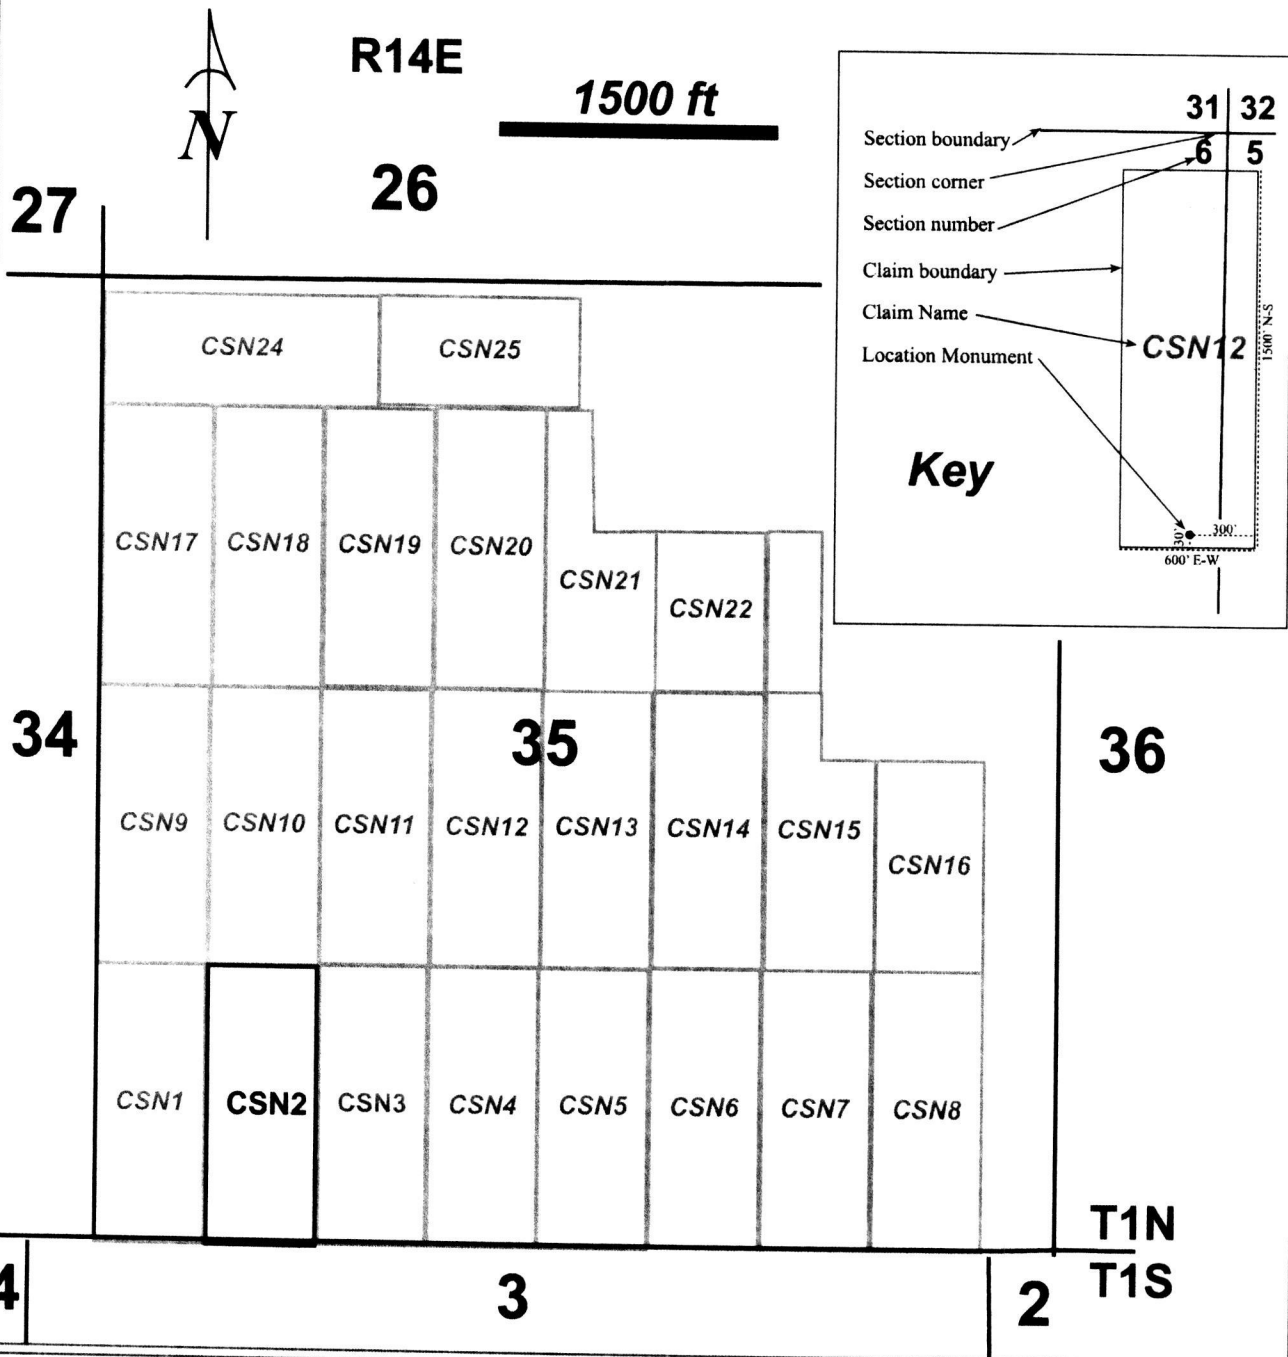 R14E
1500 ft
N
27
26
CSN24
CSN25
CSN17
CSN18
CSN19
CSN20
CSN21
CSN22
34
35
36
CSN9
CSN10
CSN11
CSN12
CSN13
CSN14
CSN15
CSN16
CSN1
CSN2
CSN3
CSN4
CSN5
CSN6
CSN7
CSN8
T1N
T1S
4
3
2
31 32
6 5
Section boundary
Section corner
Section number
Claim boundary
Claim Name
Location Monument
CSN12
1500' N-S
Key
30'
300'
600' E-W